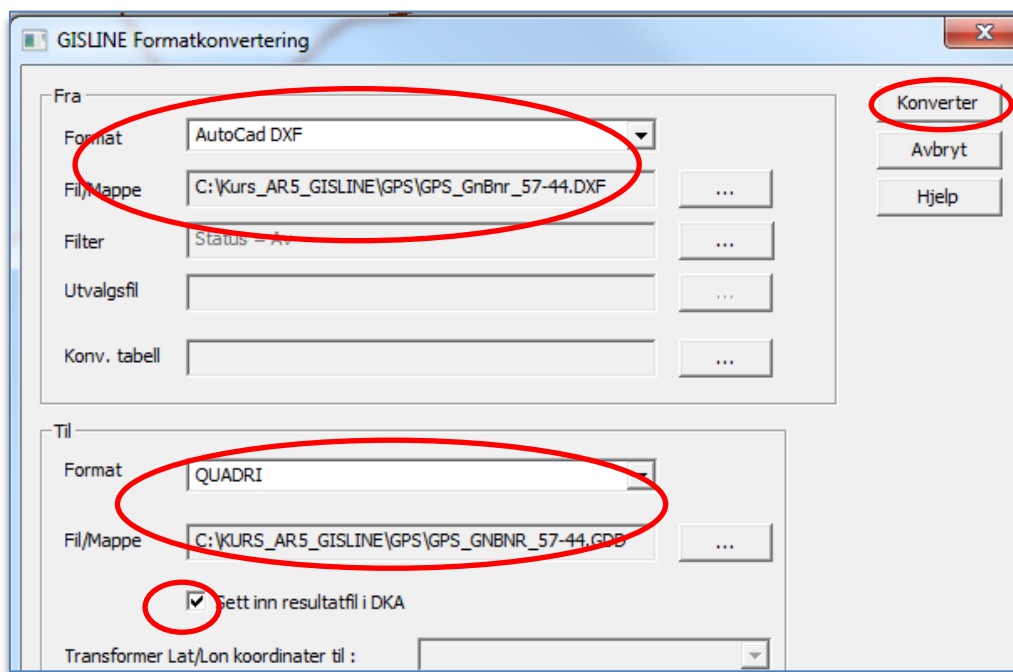 GISLINE Formatkonvertering
Fra
Format AutoCad DXF
Fil/Mappe C:\Kurs_AR5_GISLINE\GPS\GPS_GnBnr_57-44.DXF ...
Filter Status = Av ...
Utvalgsfil ...
Konv. tabell ...
Konverter
Avbryt
Hjelp
Til
Format QUADRI
Fil/Mappe C:\KURS_AR5_GISLINE\GPS\GPS_GNBNR_57-44.GDD ...
Sett inn resultatfil i DKA
Transformer Lat/Lon koordinater til :